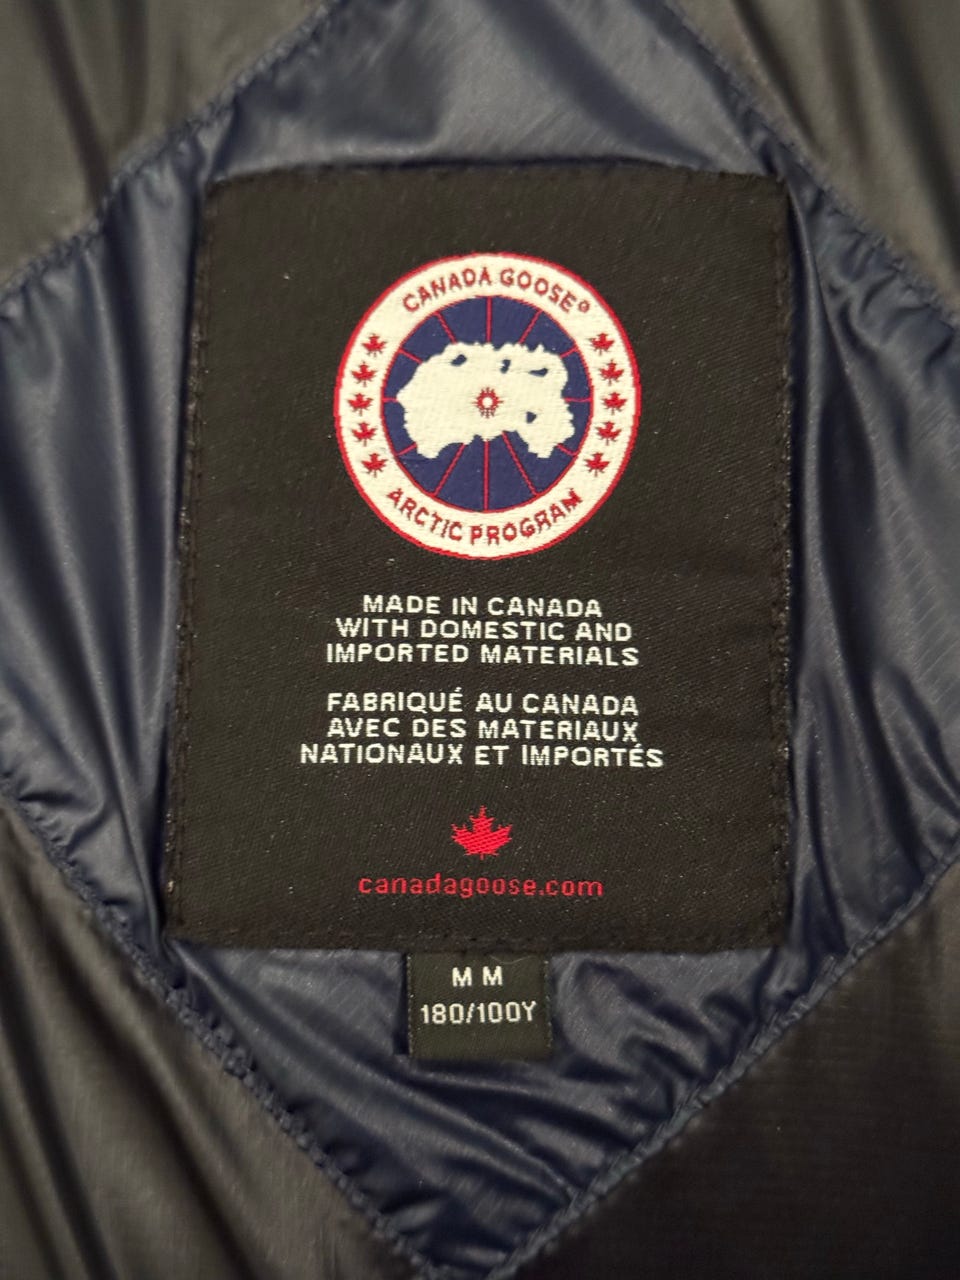 CANADA GOOSE®
ARCTIC PROGRAM
MADE IN CANADA
WITH DOMESTIC AND
IMPORTED MATERIALS
FABRIQUÉ AU CANADA
AVEC DES MATERIAUX
NATIONAUX ET IMPORTÉS
canadagoose.com
M M
180/100Y